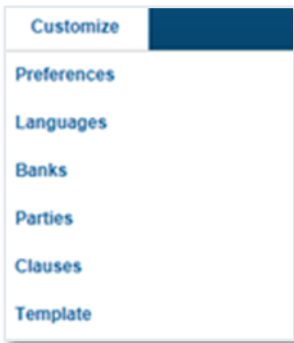 Customize
Preferences
Languages
Banks
Parties
Clauses
Template